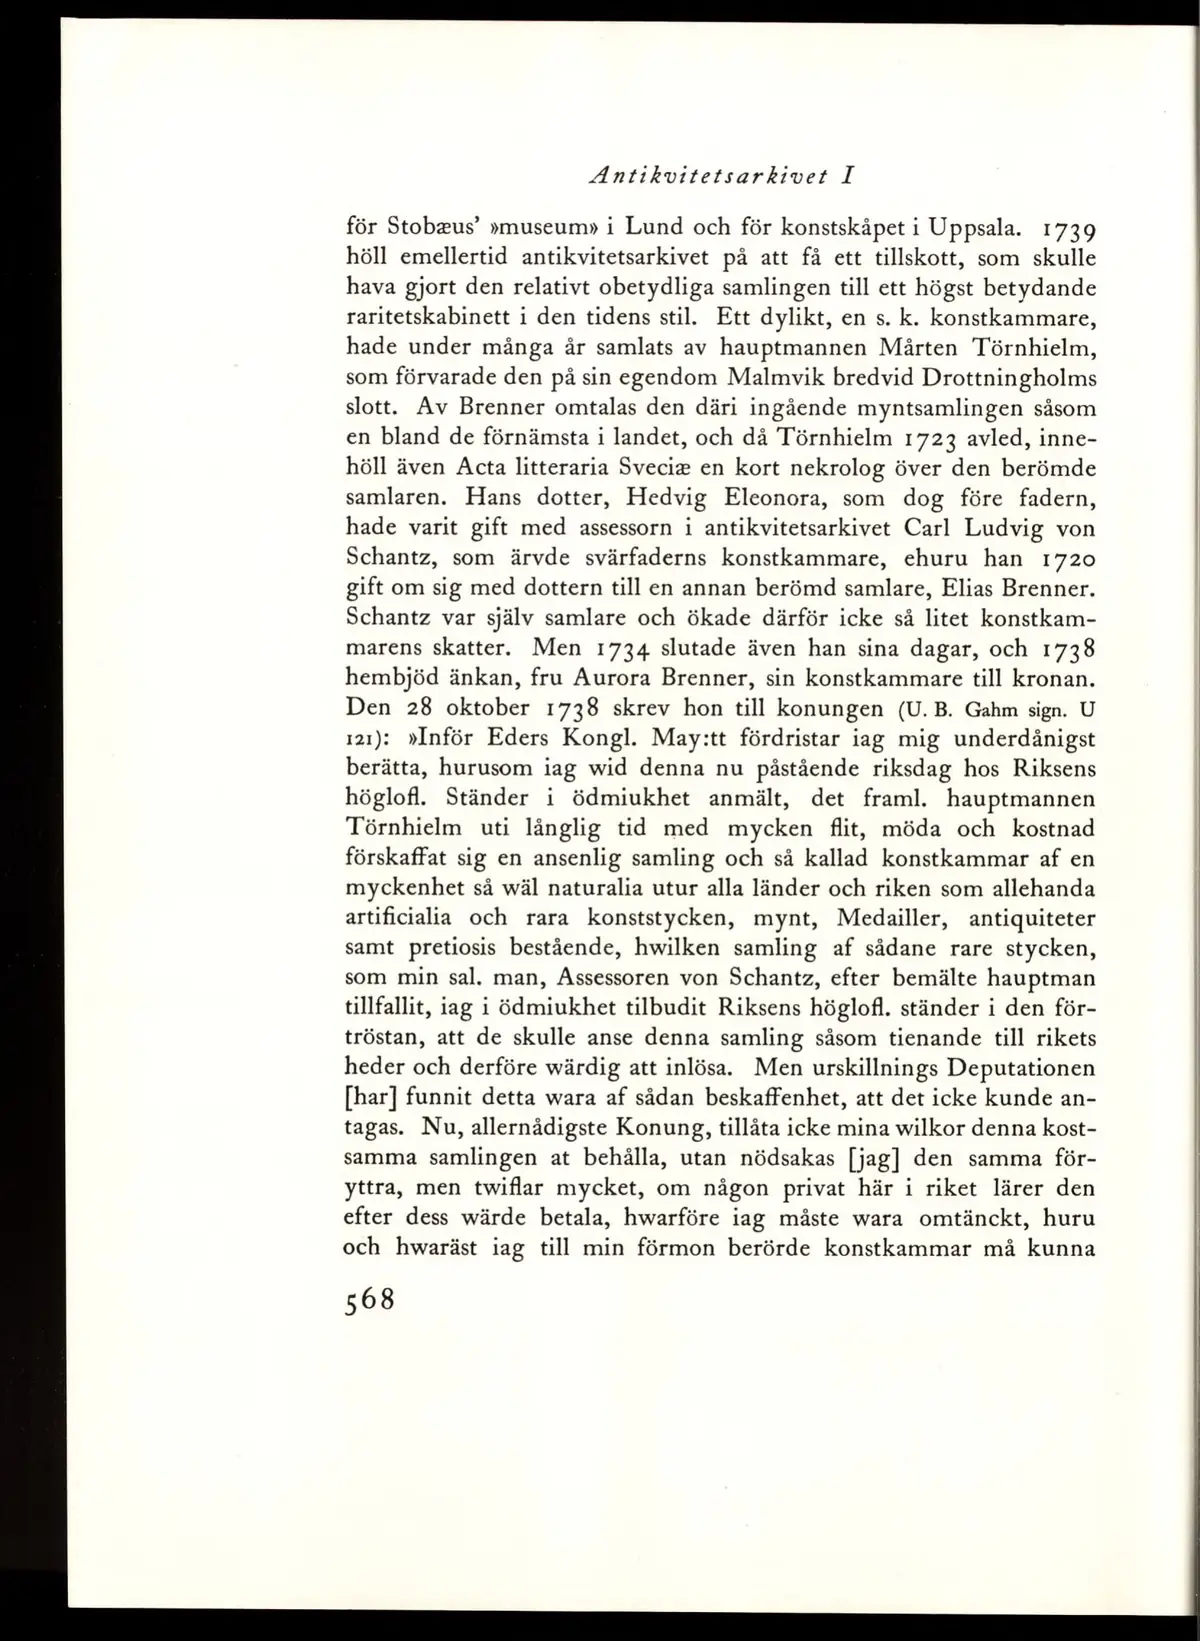 Antikvitetsarkivet I
för Stobæus' »museum» i Lund och för konstskåpet i Uppsala. 1739
höll emellertid antikvitetsarkivet på att få ett tillskott, som skulle
hava gjort den relativt obetydliga samlingen till ett högst betydande
raritetskabinett i den tidens stil. Ett dylikt, en s. k. konstkammare,
hade under många år samlats av hauptmannen Mårten Törnhielm,
som förvarade den på sin egendom Malmvik bredvid Drottningholms
slott. Av Brenner omtalas den däri ingående myntsamlingen såsom
en bland de förnämsta i landet, och då Törnhielm 1723 avled, inne-
höll även Acta litteraria Sveciæ en kort nekrolog över den berömde
samlaren. Hans dotter, Hedvig Eleonora, som dog före fadern,
hade varit gift med assessorn i antikvitetsarkivet Carl Ludvig von
Schantz, som ärvde svärfaderns konstkammare, ehuru han 1720
gift om sig med dottern till en annan berömd samlare, Elias Brenner.
Schantz var själv samlare och ökade därför icke så litet konstkam-
marens skatter. Men 1734 slutade även han sina dagar, och 1738
hembjöd änkan, fru Aurora Brenner, sin konstkammare till kronan.
Den 28 oktober 1738 skrev hon till konungen (U. B. Gahm sign. U
121): »Inför Eders Kongl. May:tt fördristar iag mig underdånigst
berätta, hurusom iag wid denna nu påstående riksdag hos Riksens
höglofl. Ständer i ödmiukhet anmält, det framl. hauptmannen
Törnhielm uti långlig tid med mycken flit, möda och kostnad
förskaffat sig en ansenlig samling och så kallad konstkammar af en
myckenhet så wäl naturalia utur alla länder och riken som allehanda
artificialia och rara konststycken, mynt, Medailler, antiquiteter
samt pretiosis bestående, hwilken samling af sådane rare stycken,
som min sal. man, Assessoren von Schantz, efter bemälte hauptman
tillfallit, iag i ödmiukhet tilbudit Riksens höglofl. ständer i den för-
tröstan, att de skulle anse denna samling såsom tienande till rikets
heder och derföre wärdig att inlösa. Men urskillnings Deputationen
[har] funnit detta wara af sådan beskaffenhet, att det icke kunde an-
tagas. Nu, allernådigste Konung, tillåta icke mina wilkor denna kost-
samma samlingen at behålla, utan nödsakas [jag] den samma för-
yttra, men twiflar mycket, om någon privat här i riket lärer den
efter dess wärde betala, hwarföre iag måste wara omtänckt, huru
och hwaräst iag till min förmon berörde konstkammar må kunna
568